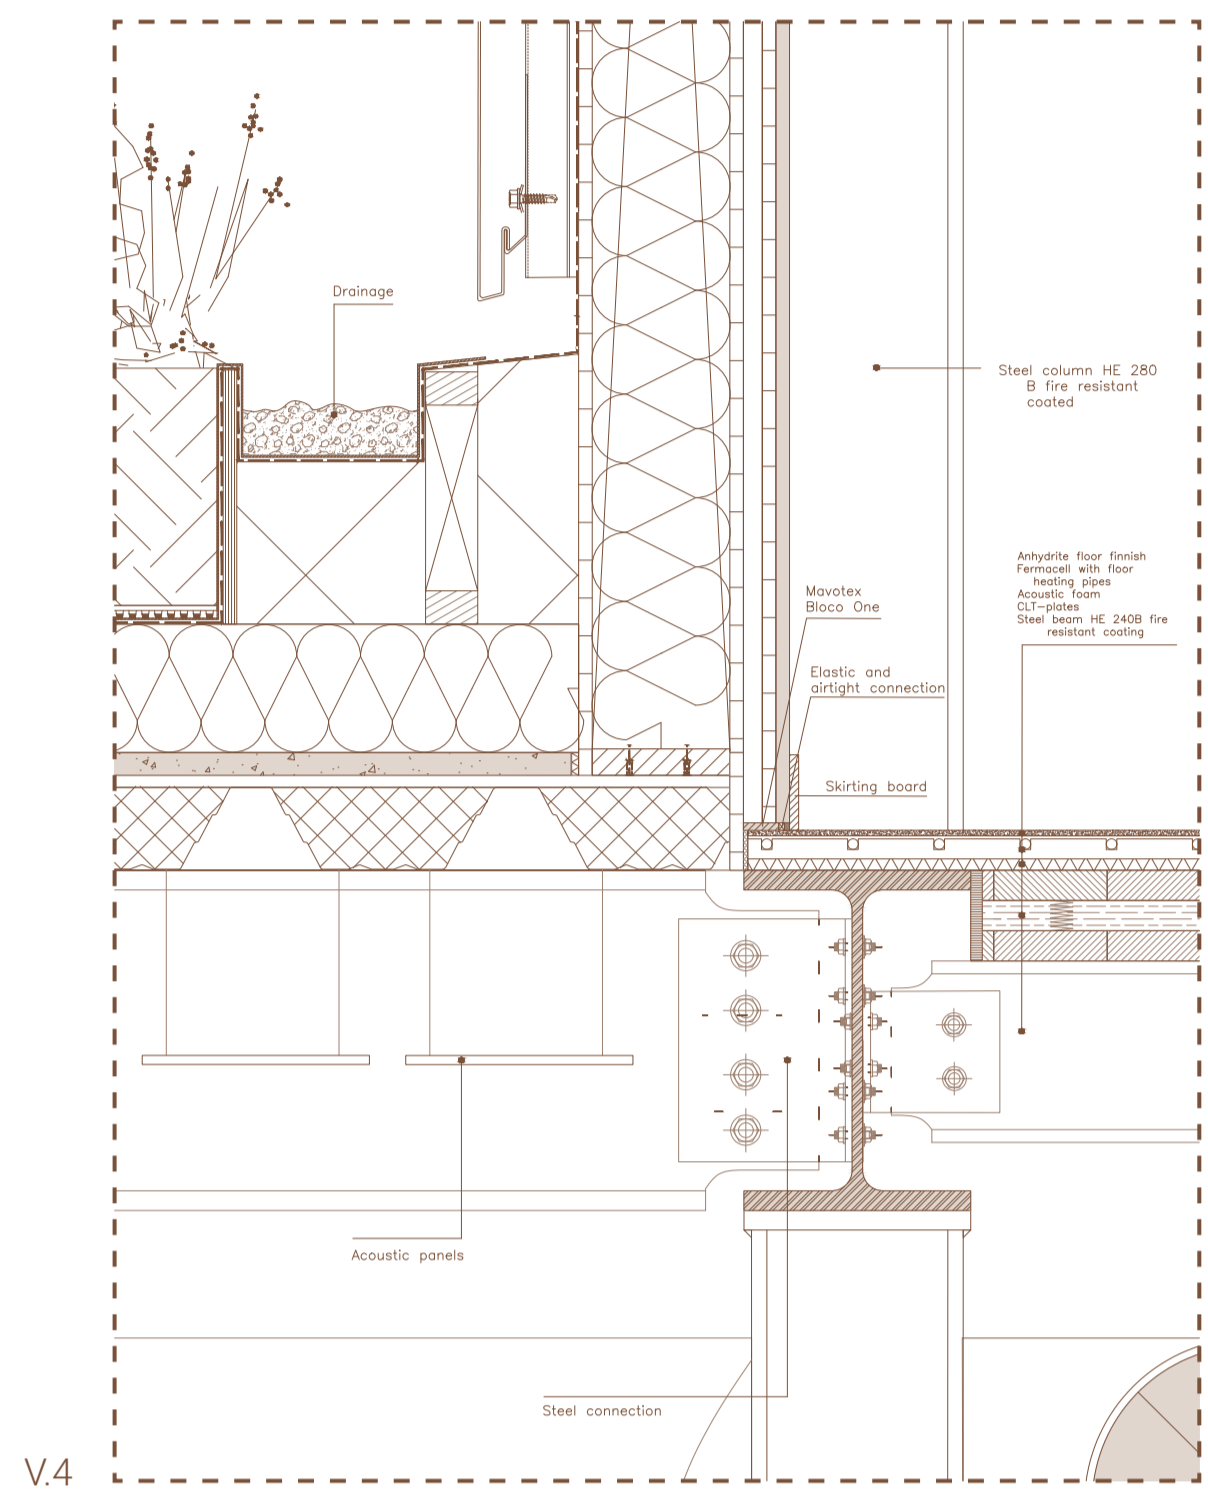 Drainage
Steel column HE 280
B fire resistant
coated
Anhydrite floor finnish
Fermacell with floor
heating pipes
Acoustic foam
CLT-plates
Steel beam HE 240B fire
resistant coating
Mavotex
Bloco One
Elastic and
airtight connection
Skirting board
Acoustic panels
Steel connection
V.4